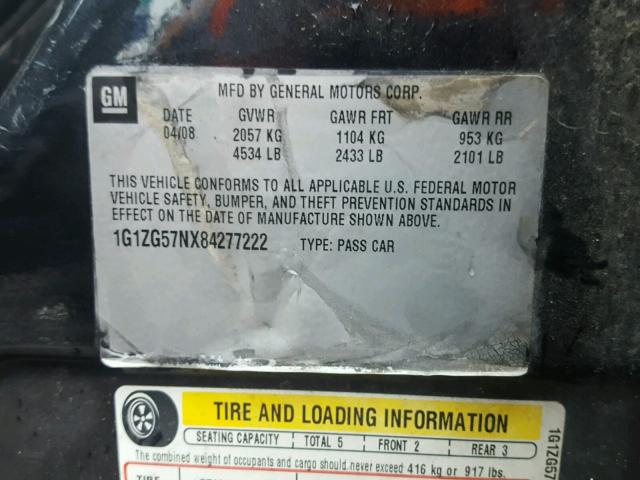 GM
MFD BY GENERAL MOTORS CORP.
DATE GVWR GAWR FRT GAWR RR
04/08 2057 KG 1104 KG 953 KG
4534 LB 2433 LB 2101 LB
THIS VEHICLE CONFORMS TO ALL APPLICABLE U.S. FEDERAL MOTOR
VEHICLE SAFETY, BUMPER, AND THEFT PREVENTION STANDARDS IN
EFFECT ON THE DATE OF MANUFACTURE SHOWN ABOVE.
1G1ZG57NX84277222 TYPE: PASS CAR
TIRE AND LOADING INFORMATION
SEATING CAPACITY TOTAL 5 FRONT 2 REAR 3
The combined weight of occupants and cargo should never exceed 416 kg or 917 lbs.
TIRE
1G1ZG57